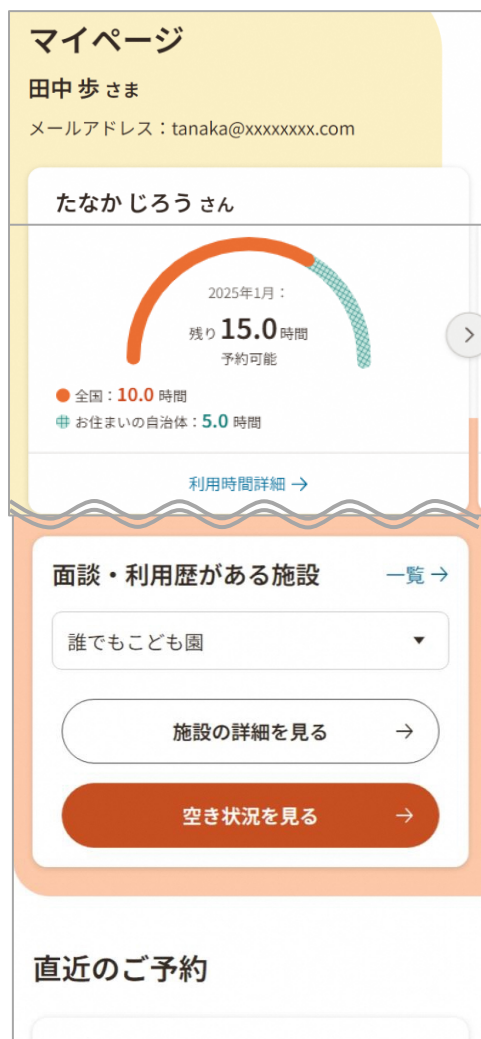 マイページ
田中 歩 さま
メールアドレス：tanaka@xxxxxxxx.com
たなか じろう さん
2025年1月：
残り 15.0 時間
予約可能
全国：10.0 時間
お住まいの自治体：5.0 時間
利用時間詳細 →
面談・利用歴がある施設 一覧 →
誰でもこども園
施設の詳細を見る →
空き状況を見る →
直近のご予約